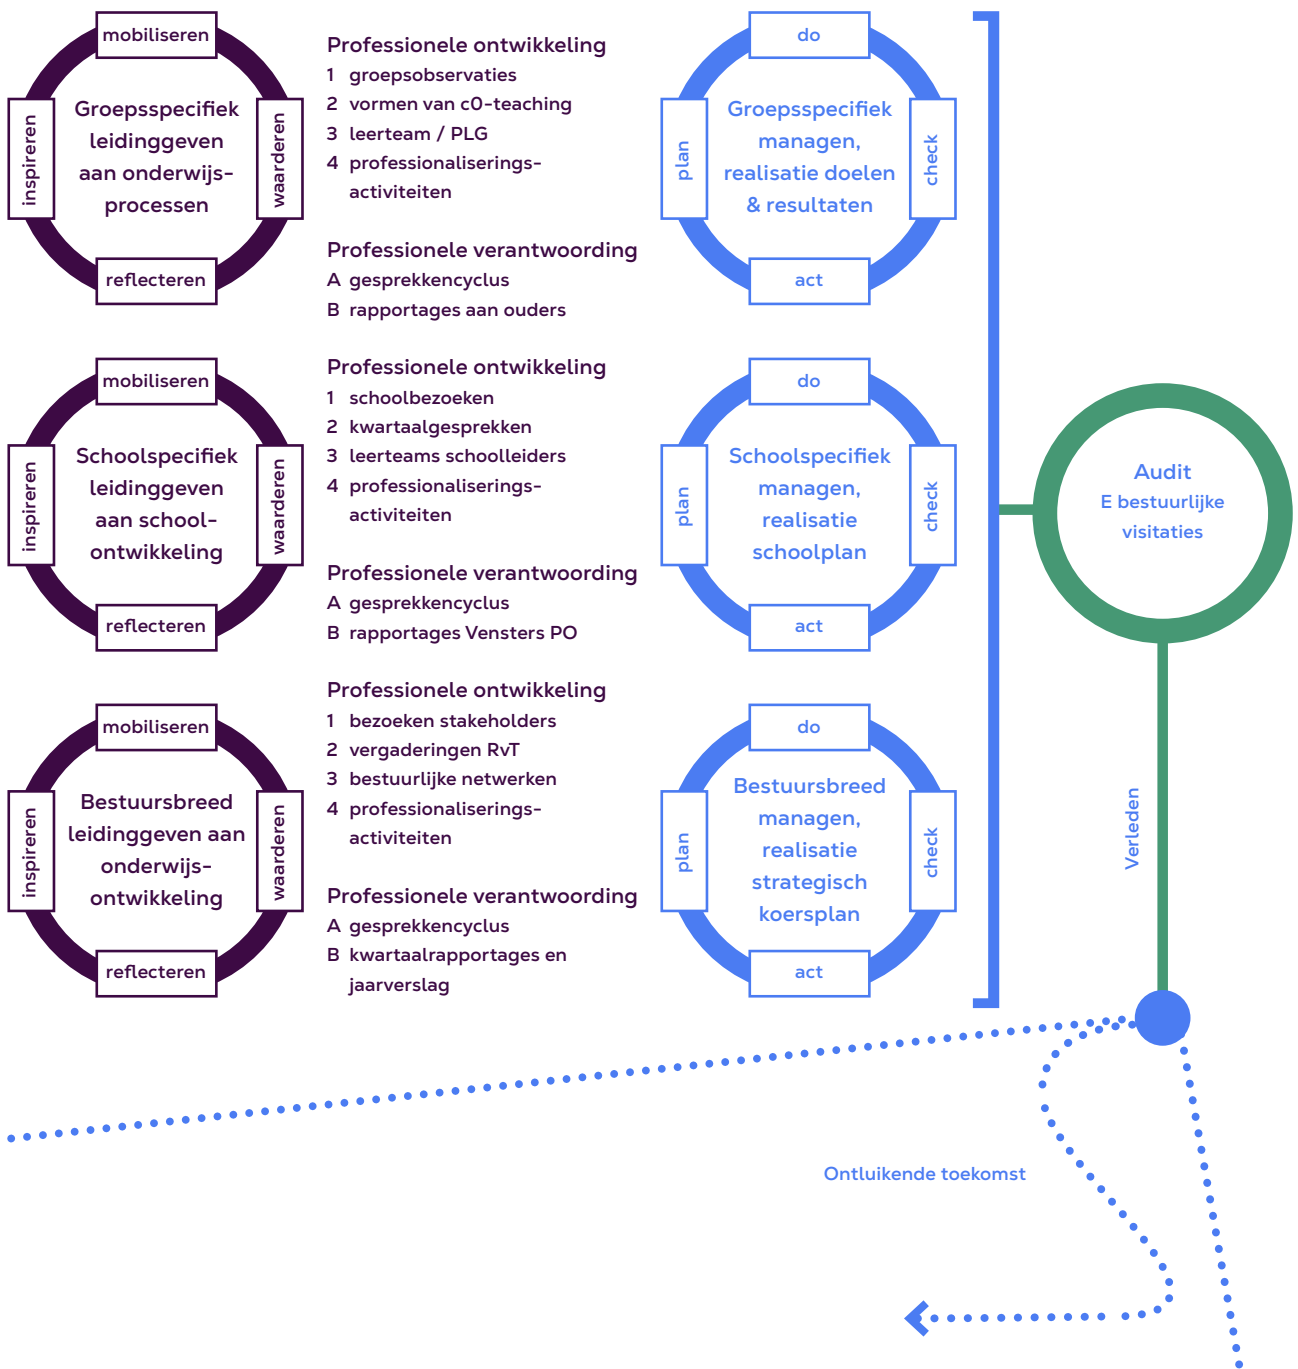 mobiliseren
inspireren
Groepsspecifiek
leidinggeven
aan onderwijs-
processen
waarderen
reflecteren
Professionele ontwikkeling
1 groepsobservaties
2 vormen van c0-teaching
3 leerteam / PLG
4 professionaliserings-
activiteiten
Professionele verantwoording
A gesprekkencyclus
B rapportages aan ouders
do
plan
Groepsspecifiek
managen,
realisatie doelen
& resultaten
check
act
mobiliseren
inspireren
Schoolspecifiek
leidinggeven
aan school-
ontwikkeling
waarderen
reflecteren
Professionele ontwikkeling
1 schoolbezoeken
2 kwartaalgesprekken
3 leerteams schoolleiders
4 professionaliserings-
activiteiten
Professionele verantwoording
A gesprekkencyclus
B rapportages Vensters PO
do
plan
Schoolspecifiek
managen,
realisatie
schoolplan
check
act
mobiliseren
inspireren
Bestuursbreed
leidinggeven aan
onderwijs-
ontwikkeling
waarderen
reflecteren
Professionele ontwikkeling
1 bezoeken stakeholders
2 vergaderingen RvT
3 bestuurlijke netwerken
4 professionaliserings-
activiteiten
Professionele verantwoording
A gesprekkencyclus
B kwartaalrapportages en
jaarverslag
do
plan
Bestuursbreed
managen,
realisatie
strategisch
koersplan
check
act
Audit
E bestuurlijke
visitaties
Verleden
Ontluikende toekomst